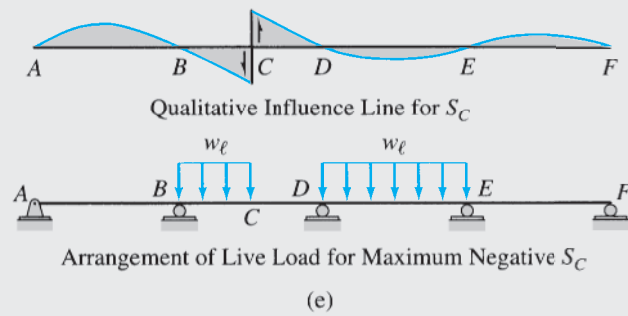 A B C D E F
Qualitative Influence Line for S_C
w_ℓ w_ℓ
A B C D E F
Arrangement of Live Load for Maximum Negative S_C
(e)